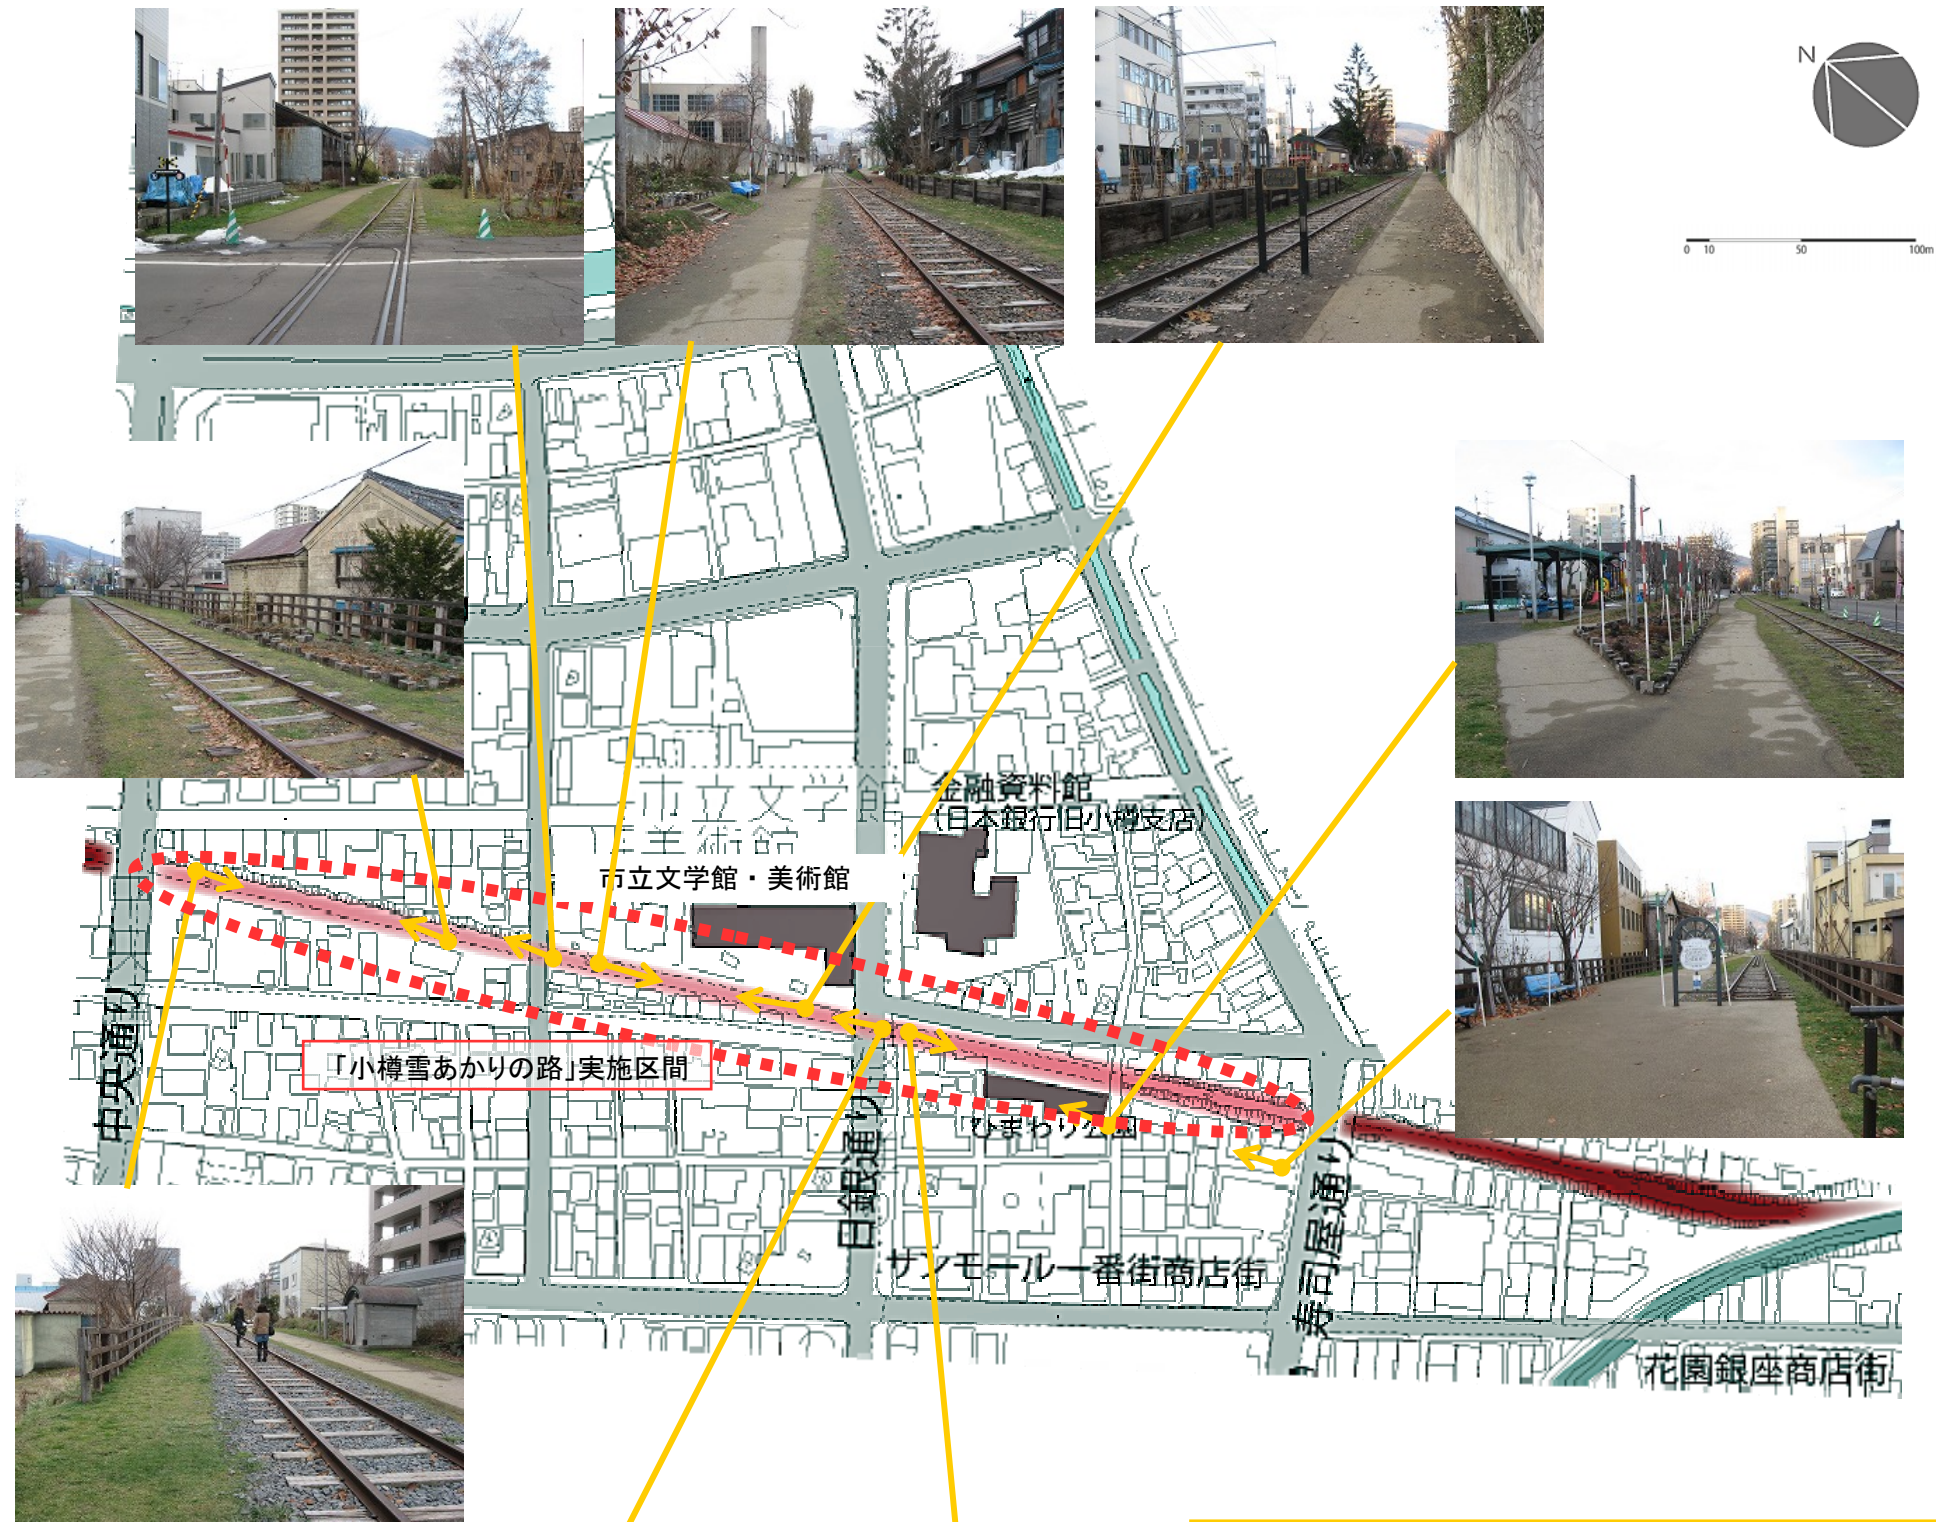 N
0 10 50 100m
市立文学館
美術館
金融資料館
(日本銀行旧小樽支店)
市立文学館・美術館
「小樽雪あかりの路」実施区間
中央通り
日銀通り
ひまわり公園
寿司屋通り
サンモール一番街商店街
花園銀座商店街